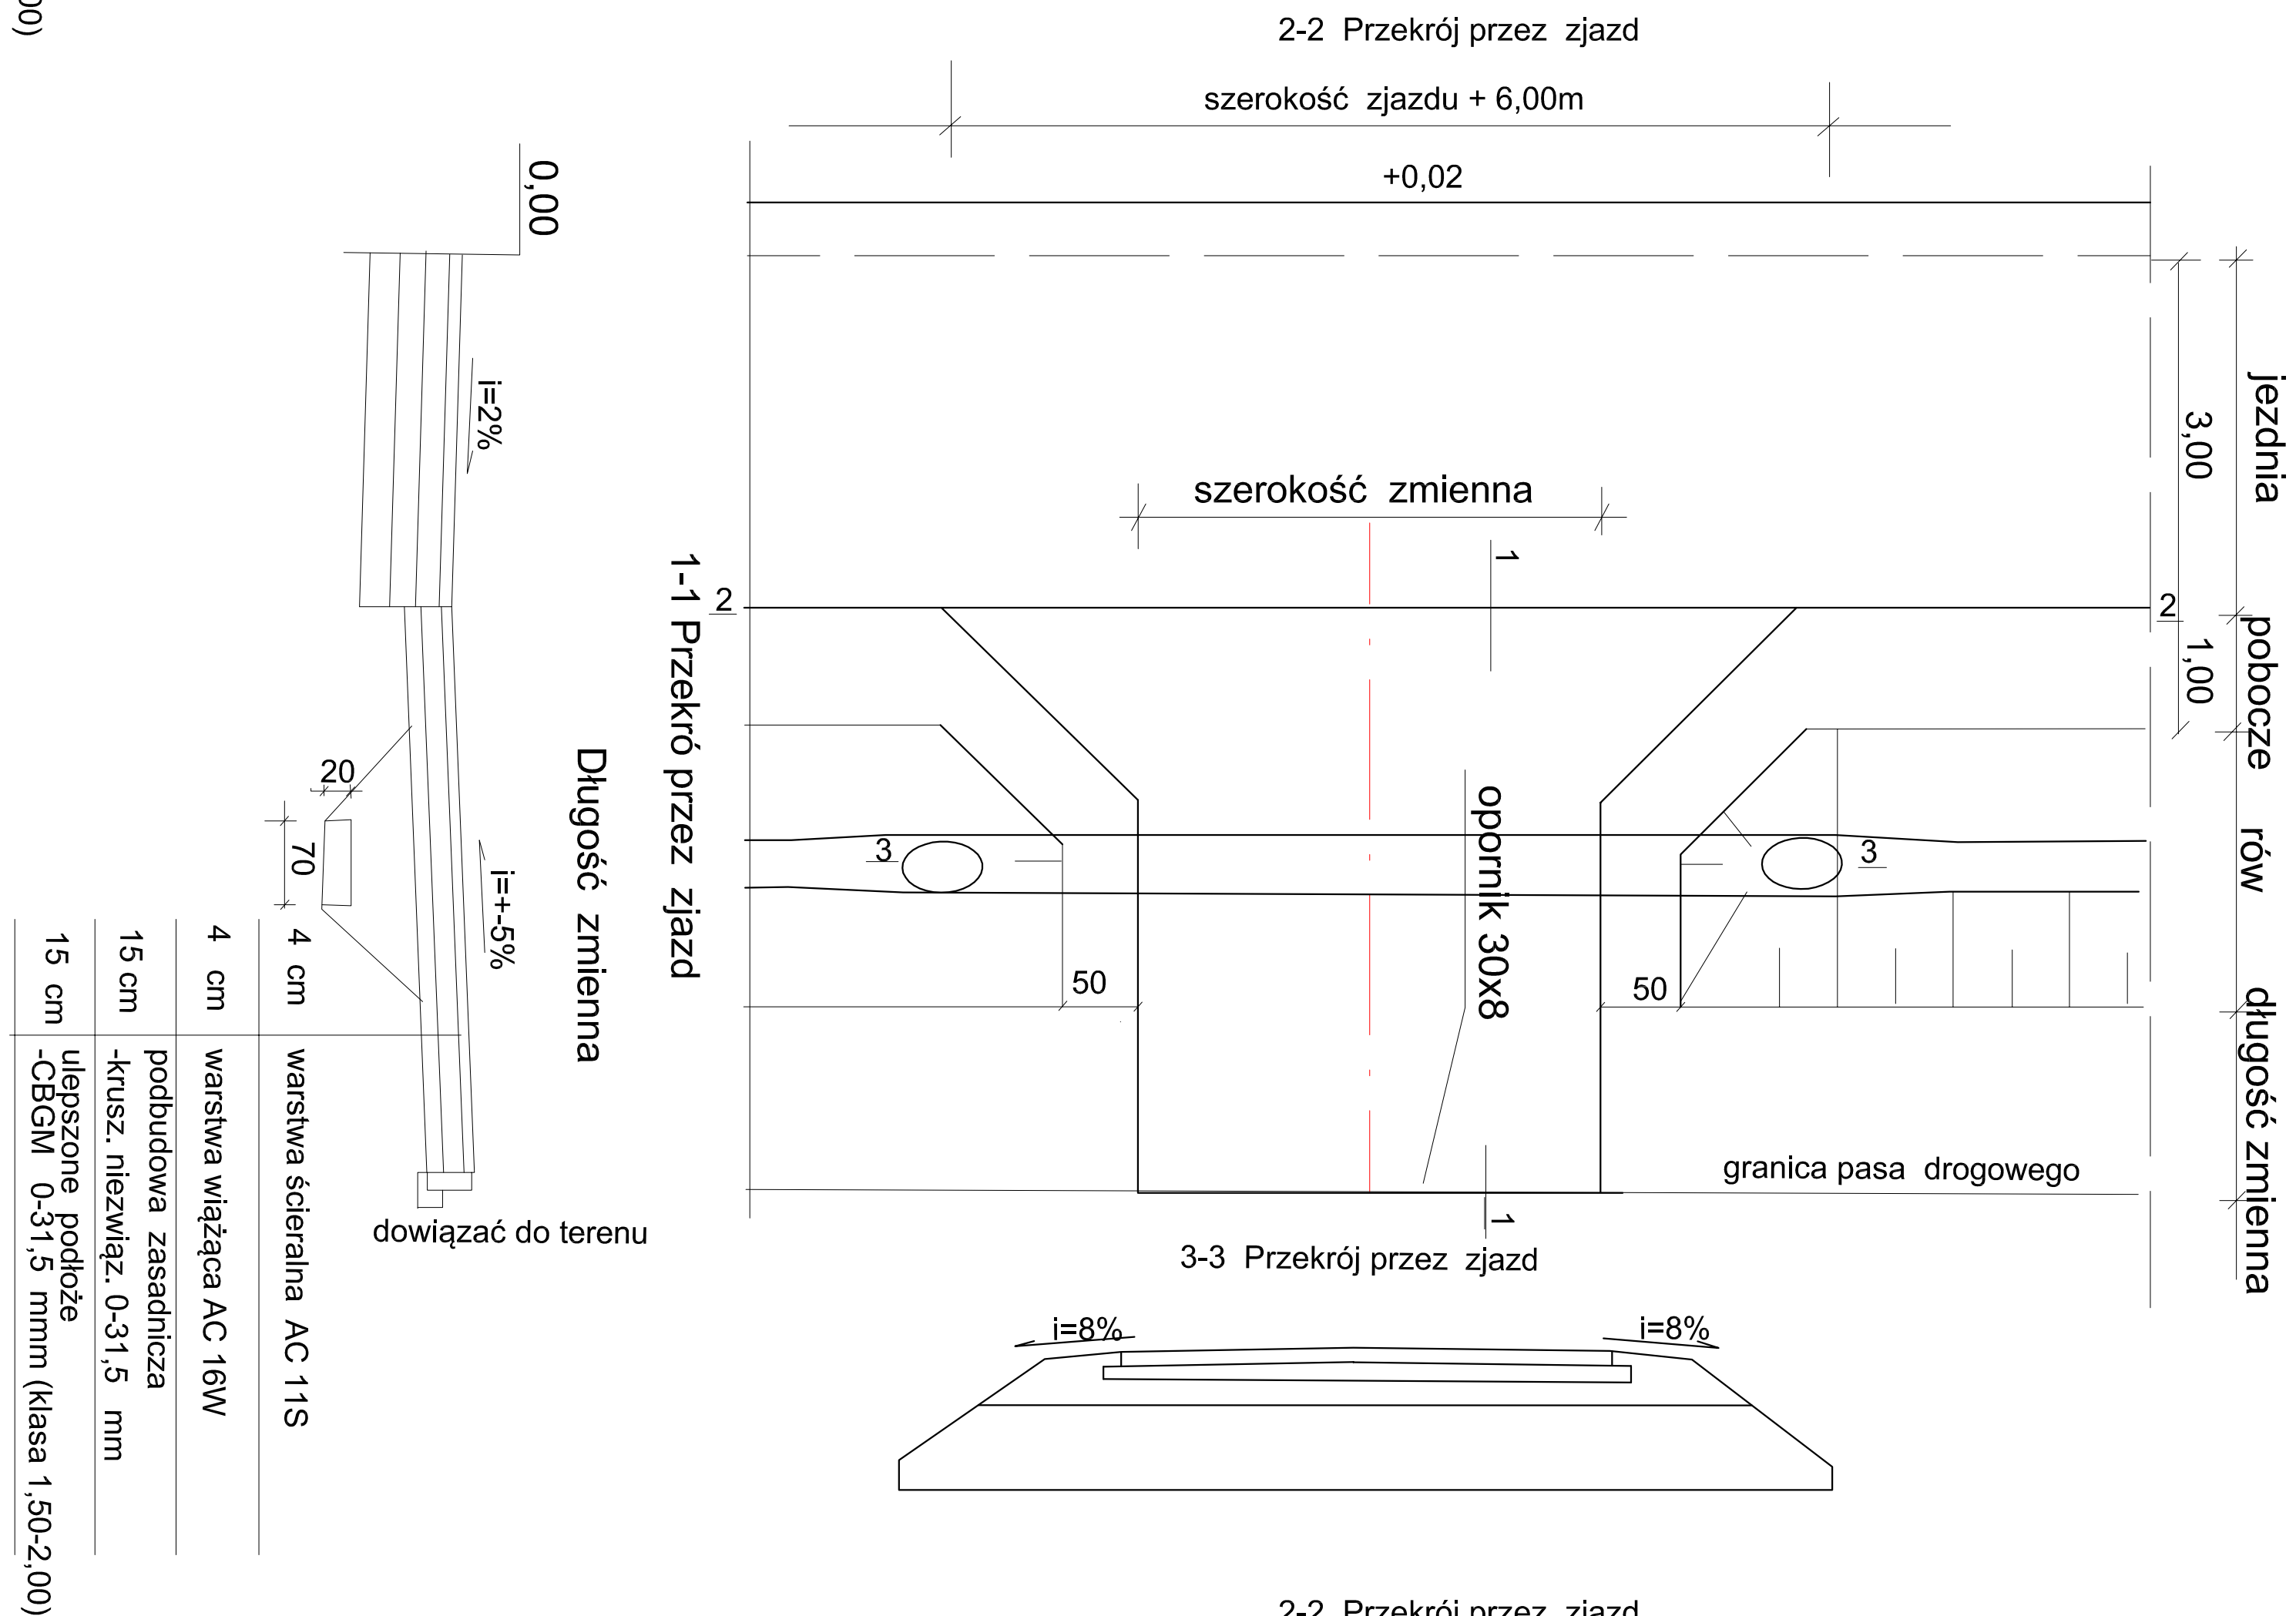 00)
2-2 Przekrój przez zjazd
szerokość zjazdu + 6,00m
+0,02
0,00
i=2%
szerokość zmienna
jezdnia
3,00
1
2
2
1-1 Przekró przez zjazd
pobocze
1,00
Długość zmienna
20
70
i=+-5%
3
3
opornik 30x8
rów
50
50
długość zmienna
granica pasa drogowego
1
dowiązać do terenu
4 cm warstwa ścieralna AC 11S
4 cm warstwa wiążąca AC 16W
podbudowa zasadnicza
15 cm -krusz. niezwiąz. 0-31,5 mm
ulepszone podłoże
15 cm -CBGM 0-31,5 mmm (klasa 1,50-2,00)
3-3 Przekrój przez zjazd
i=8%
i=8%
2-2 Przekrój przez zjazd